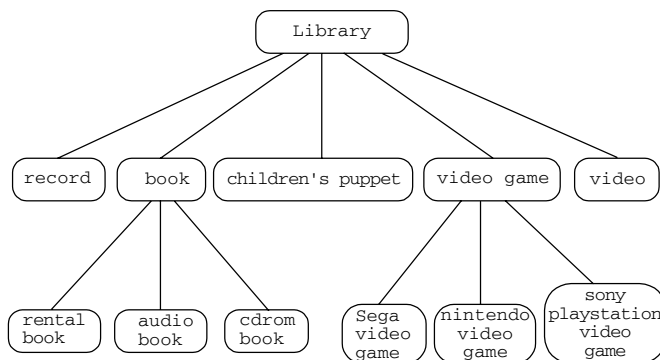 Library
record
book
children's puppet
video game
video
rental
book
audio
book
cdrom
book
Sega
video
game
nintendo
video
game
sony
playstation
video
game